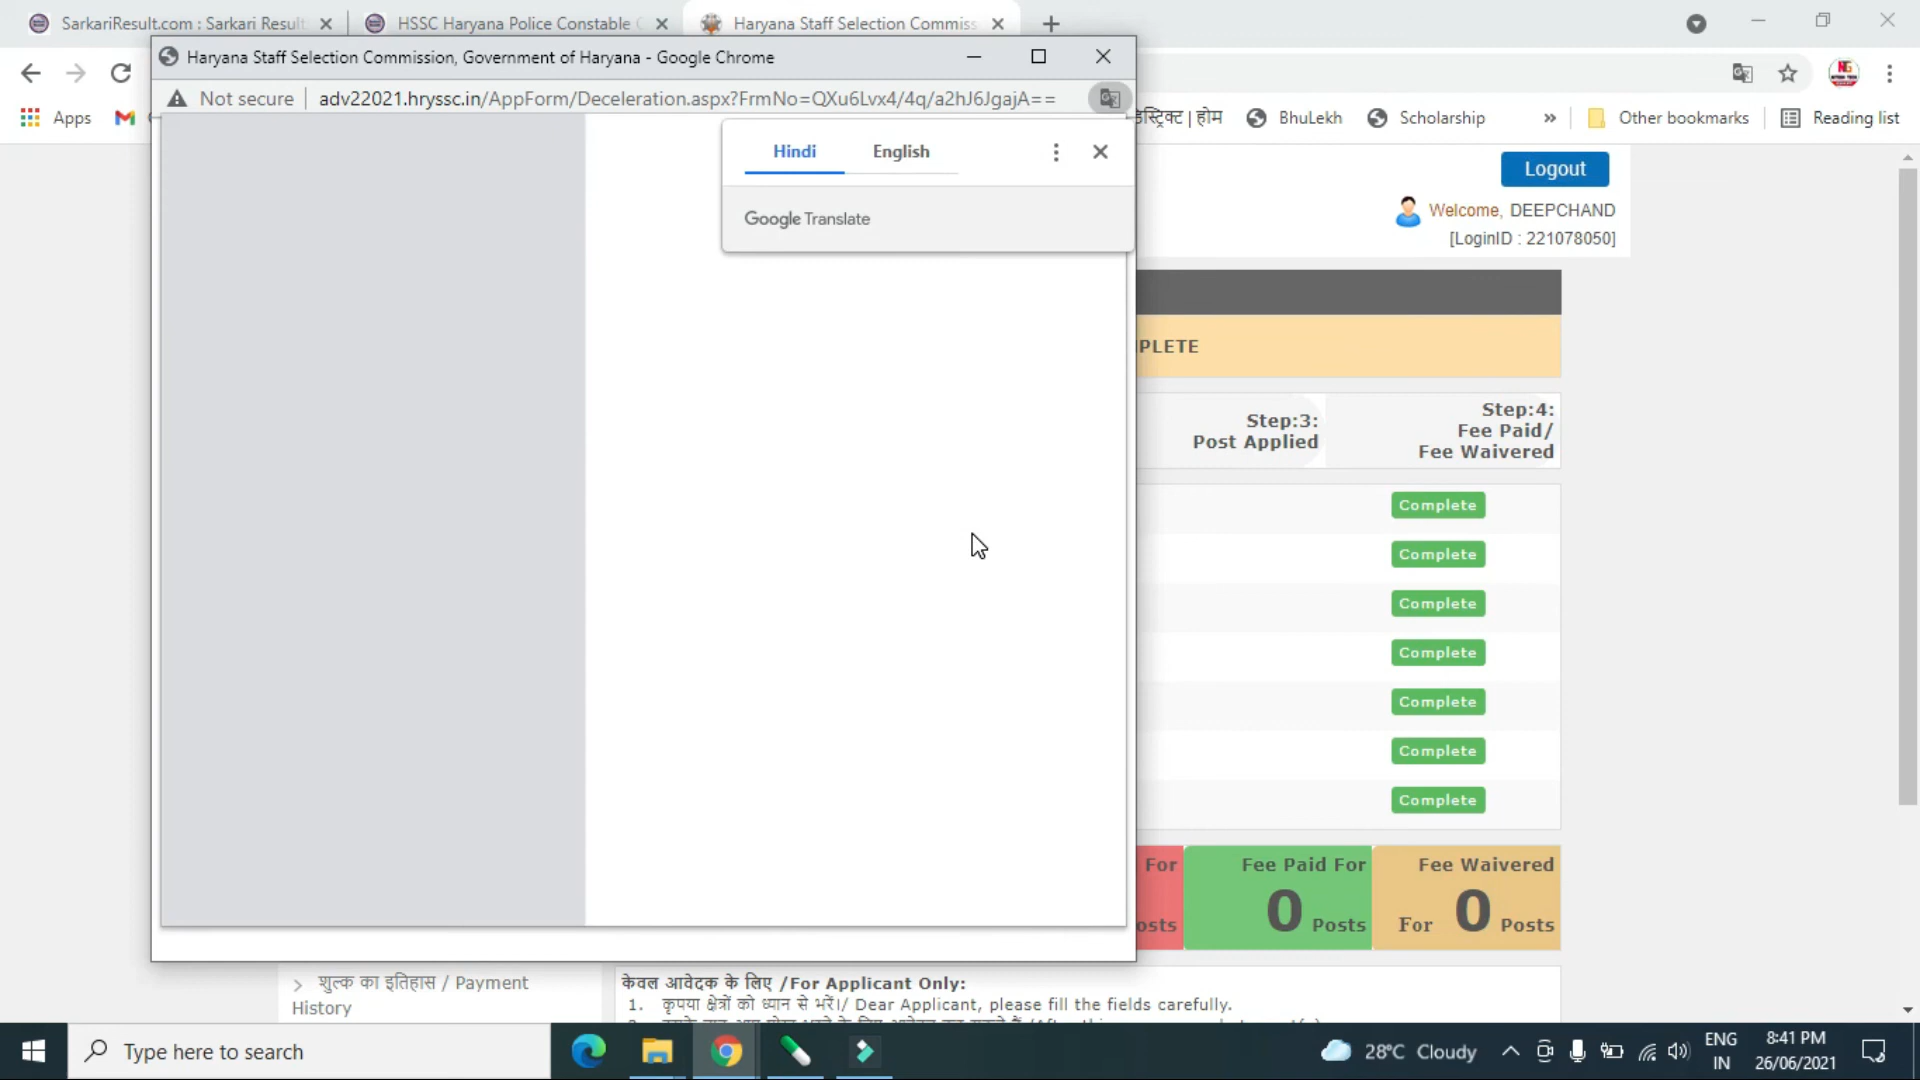 SarkariResult.com : Sarkari Result
HSSC Haryana Police Constable
Haryana Staff Selection Commiss
Haryana Staff Selection Commission, Government of Haryana - Google Chrome
Not secure
adv22021.hryssc.in/AppForm/Deceleration.aspx?FrmNo=QXu6Lvx4/4q/a2hJ6JgajA==
Apps
डिस्ट्रिक्ट | होम
BhuLekh
Scholarship
»
Other bookmarks
Reading list
Hindi
English
Google Translate
Logout
Welcome, DEEPCHAND
[LoginID : 221078050]
PLETE
Step:3:
Post Applied
Step:4:
Fee Paid/
Fee Waivered
Complete
Complete
Complete
Complete
Complete
Complete
Complete
For
osts
Fee Paid For
0 Posts
Fee Waivered
For 0 Posts
> शुल्क का इतिहास / Payment
History
केवल आवेदक के लिए /For Applicant Only:
1. कृपया क्षेत्रों को ध्यान से भरें।/ Dear Applicant, please fill the fields carefully.
Type here to search
28°C Cloudy
ENG
IN
8:41 PM
26/06/2021